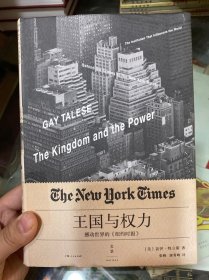 The Institution That Influences the World
GAY TALESE
The Kingdom and the Power
The New York Times
王国与权力
撼动世界的《纽约时报》